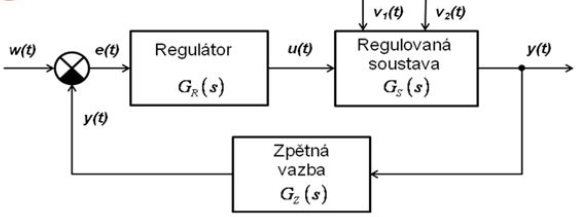 v₁(t) v₂(t)
w(t) e(t) Regulátor u(t) Regulovaná y(t)
soustava
G_R(s) G_S(s)
y(t)
Zpětná
vazba
G_Z(s)